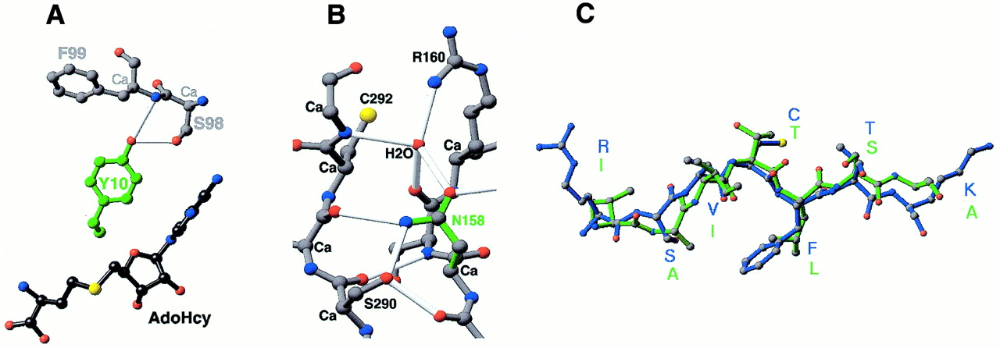 A
F99
Ca
Ca
S98
Y10
AdoHcy
B
R160
Ca
C292
H2O
Ca
Ca
N158
Ca
Ca
S290
Ca
C
R
I
S
A
V
I
C
T
F
L
T
S
K
A